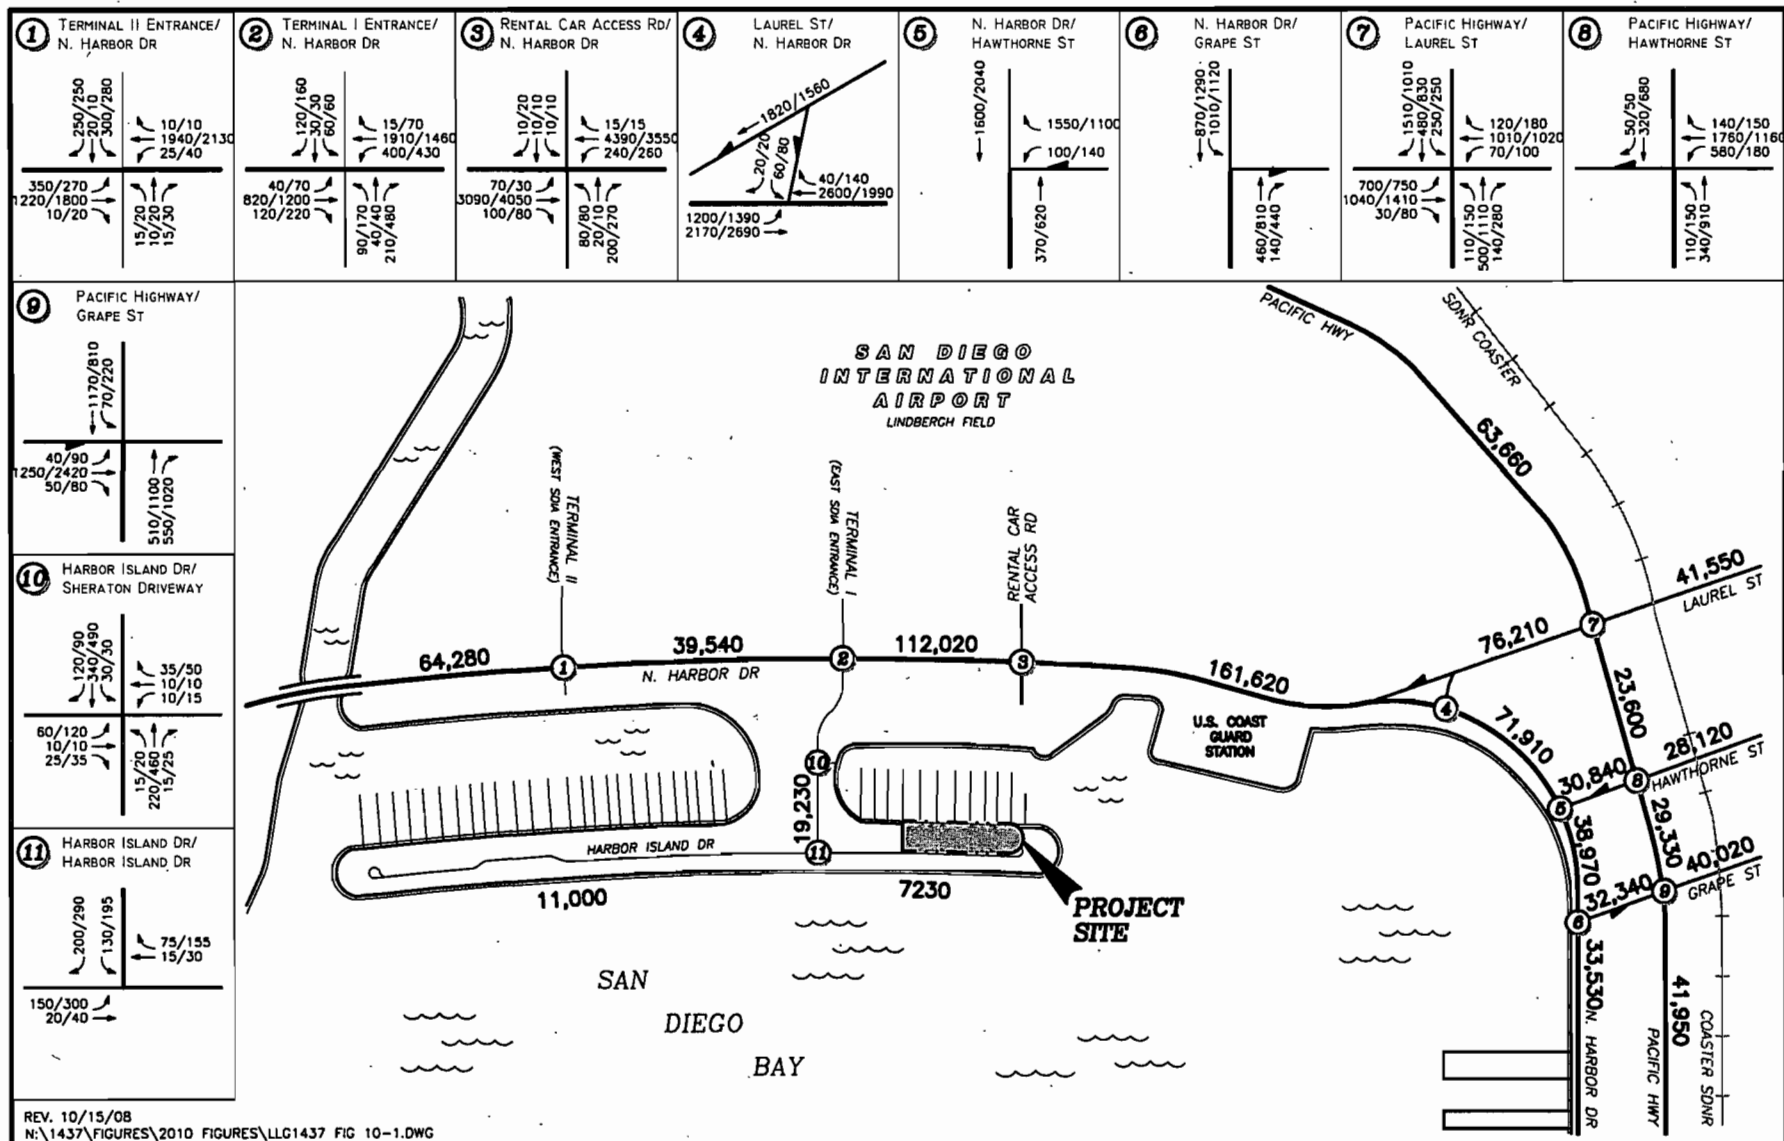 1
TERMINAL II ENTRANCE/
N. HARBOR DR
250/250
20/10
300/280
10/10
1940/2130
25/40
350/270
1220/1800
10/20
15/20
10/20
15/30
2
TERMINAL I ENTRANCE/
N. HARBOR DR
120/160
30/30
60/60
15/70
1910/1460
400/430
40/70
820/1200
120/220
90/170
40/40
210/480
3
RENTAL CAR ACCESS RD/
N. HARBOR DR
10/20
10/10
10/10
15/15
4390/3550
240/260
70/30
3090/4050
100/80
80/80
20/10
200/270
4
LAUREL ST/
N. HARBOR DR
1820/1560
20/20
60/80
40/140
2600/1990
1200/1390
2170/2690
5
N. HARBOR DR/
HAWTHORNE ST
1600/2040
1550/1100
100/140
370/620
6
N. HARBOR DR/
GRAPE ST
870/1290
1010/1120
460/810
140/440
7
PACIFIC HIGHWAY/
LAUREL ST
1510/1010
480/830
250/250
120/180
1010/1020
70/100
700/750
1040/1410
30/80
110/150
500/1110
140/280
8
PACIFIC HIGHWAY/
HAWTHORNE ST
50/50
320/680
140/150
1760/1160
580/180
110/150
340/910
9
PACIFIC HIGHWAY/
GRAPE ST
1170/810
70/220
40/90
1250/2420
50/80
510/1100
550/1020
10
HARBOR ISLAND DR/
SHERATON DRIVEWAY
120/90
340/490
30/30
35/50
10/10
10/15
60/120
10/10
25/35
15/20
220/460
15/25
11
HARBOR ISLAND DR/
HARBOR ISLAND DR
200/290
130/195
75/155
15/30
150/300
20/40
SAN DIEGO
INTERNATIONAL
AIRPORT
LINDBERGH FIELD
PACIFIC HWY
SDNR COASTER
63,660
TERMINAL II
(WEST SDIA ENTRANCE)
TERMINAL I
(EAST SDIA ENTRANCE)
RENTAL CAR
ACCESS RD
41,550
LAUREL ST
7
76,210
64,280
1
39,540
N. HARBOR DR
2
112,020
3
161,620
4
71,910
23,600
U.S. COAST
GUARD
STATION
10
19,230
28,120
HAWTHORNE ST
8
30,840
5
38,970
29,330
HARBOR ISLAND DR
11
11,000
7230
40,020
GRAPE ST
9
32,340
6
PROJECT
SITE
33,530
N. HARBOR DR
41,950
PACIFIC HWY
COASTER SDNR
SAN
DIEGO
BAY
REV. 10/15/08
N:\1437\FIGURES\2010 FIGURES\LLG1437 FIG 10-1.DWG